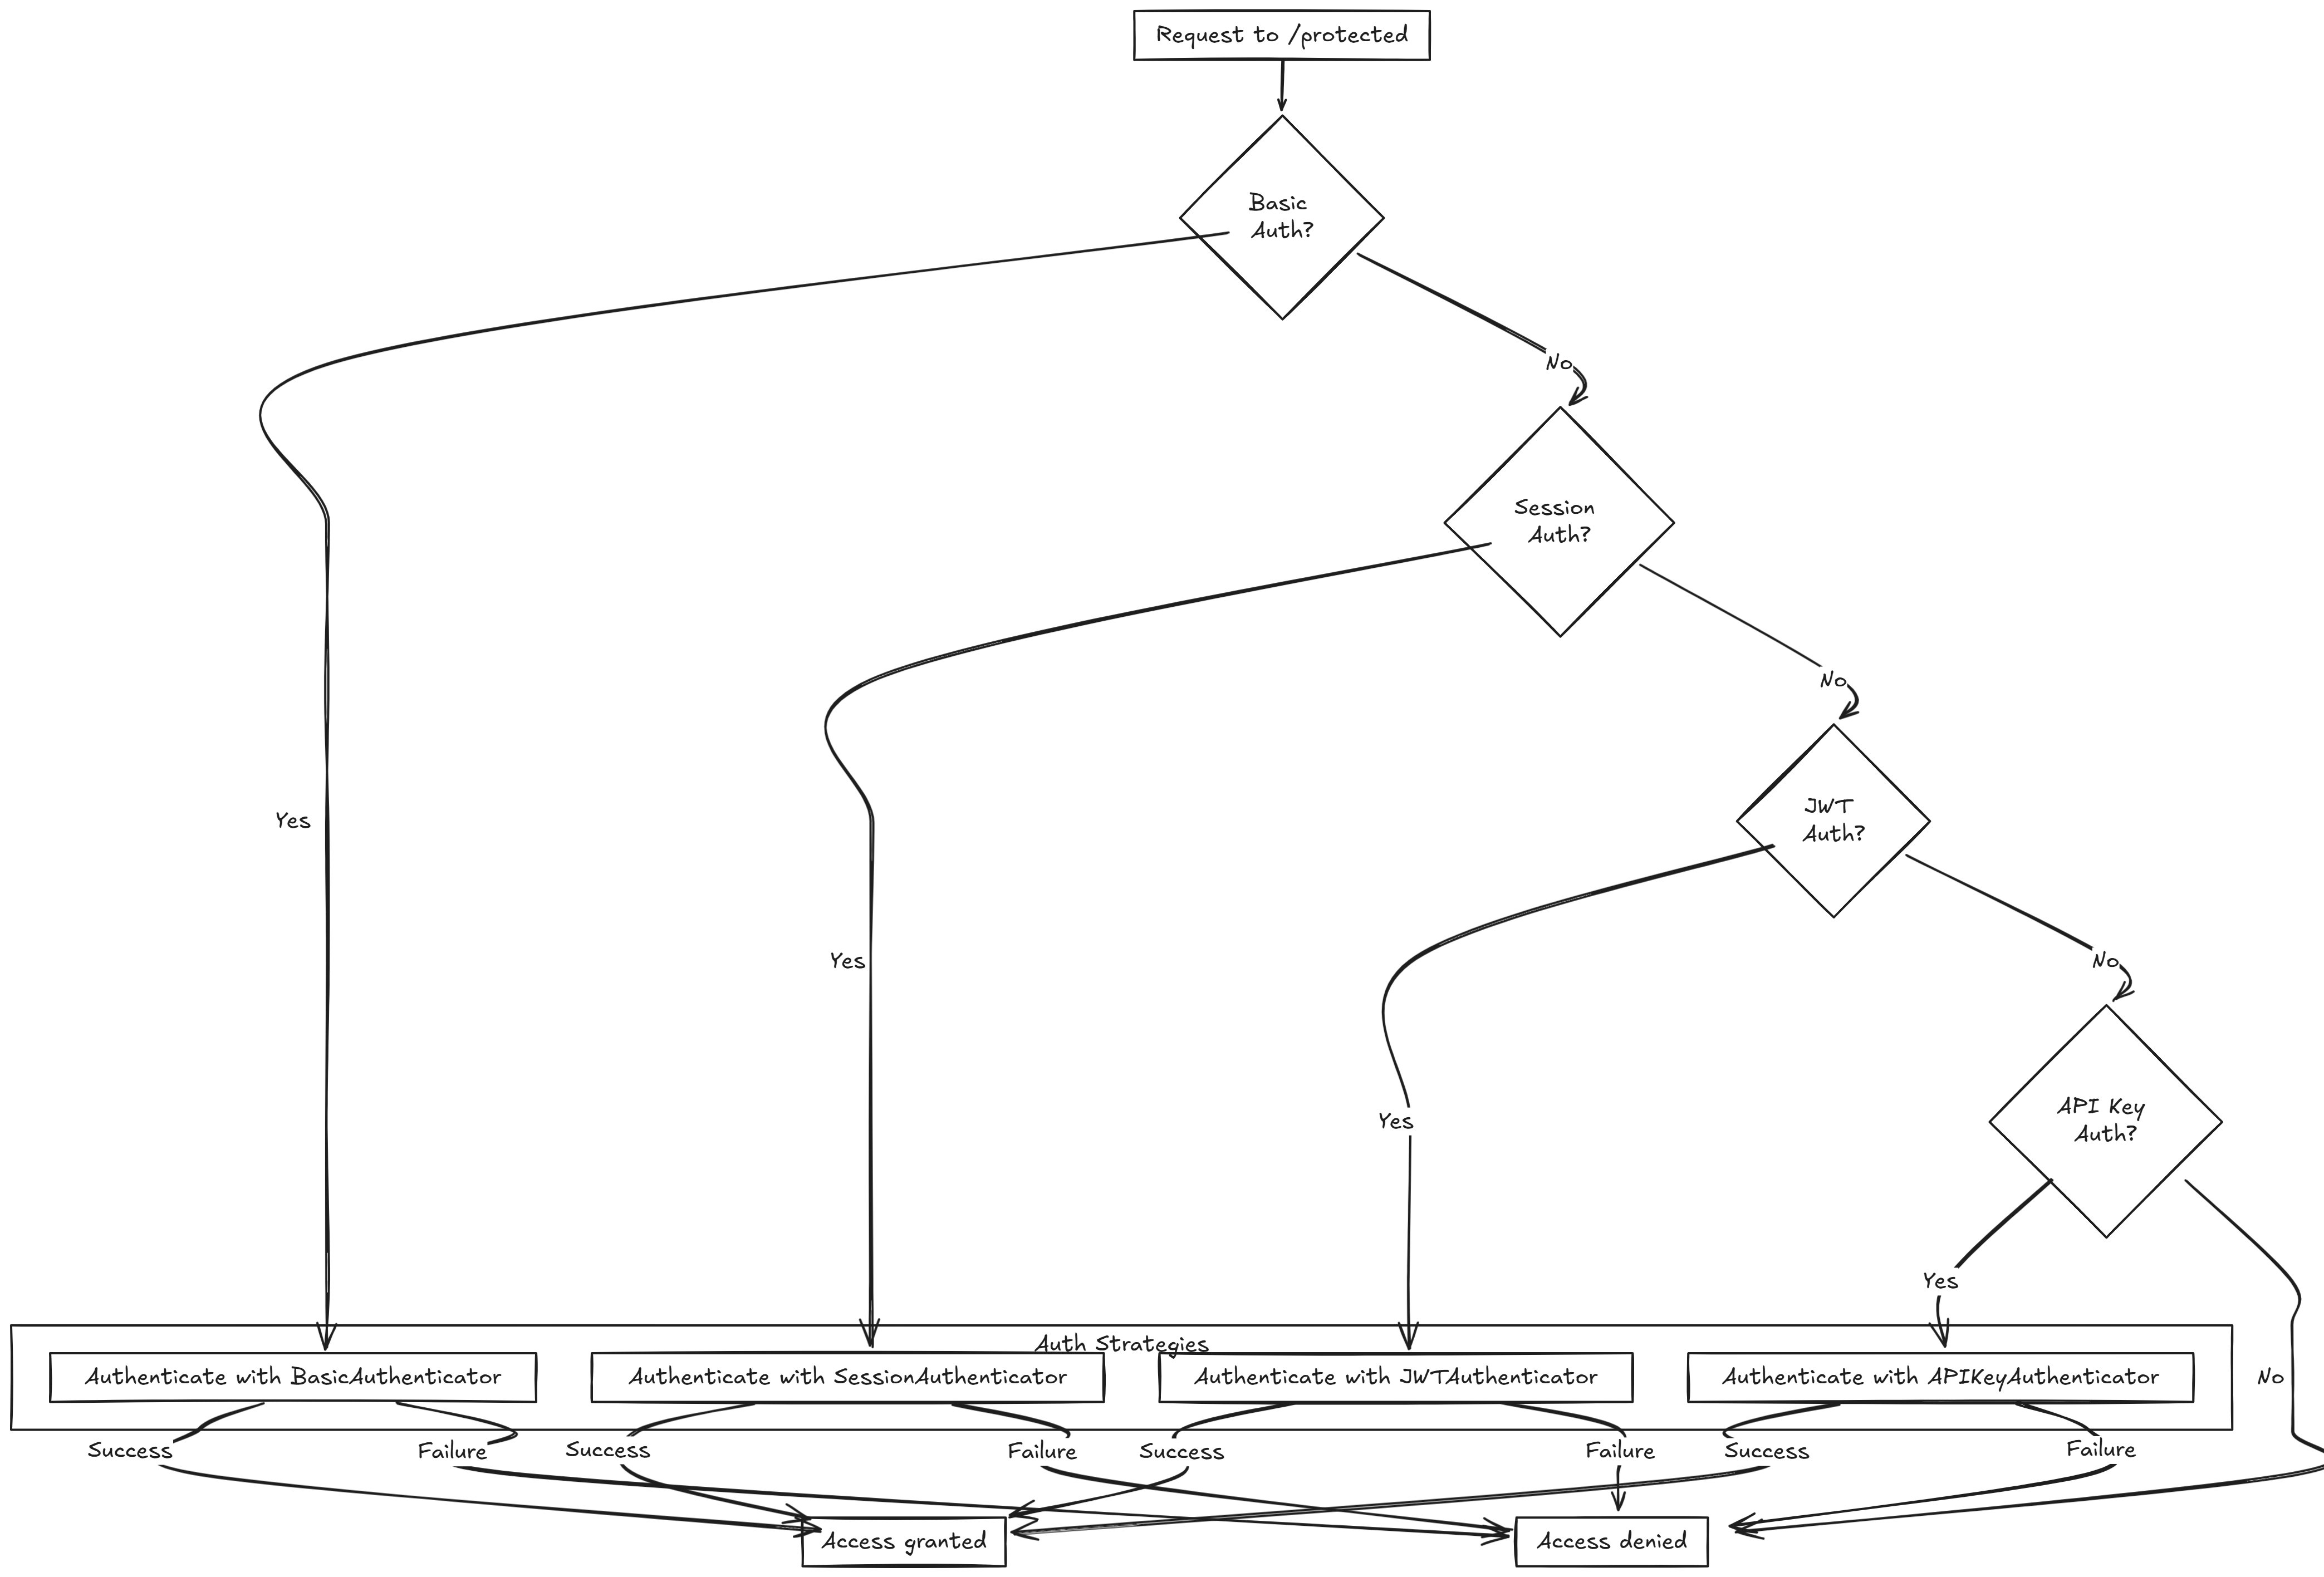 Request to /protected
Basic
Auth?
No
Session
Auth?
No
JWT
Auth?
Yes
Yes
No
API Key
Auth?
Yes
Yes
Auth Strategies
Authenticate with BasicAuthenticator
Authenticate with SessionAuthenticator
Authenticate with JWTAuthenticator
Authenticate with APIKeyAuthenticator
No
Success
Failure
Success
Failure
Success
Failure
Success
Failure
Access granted
Access denied